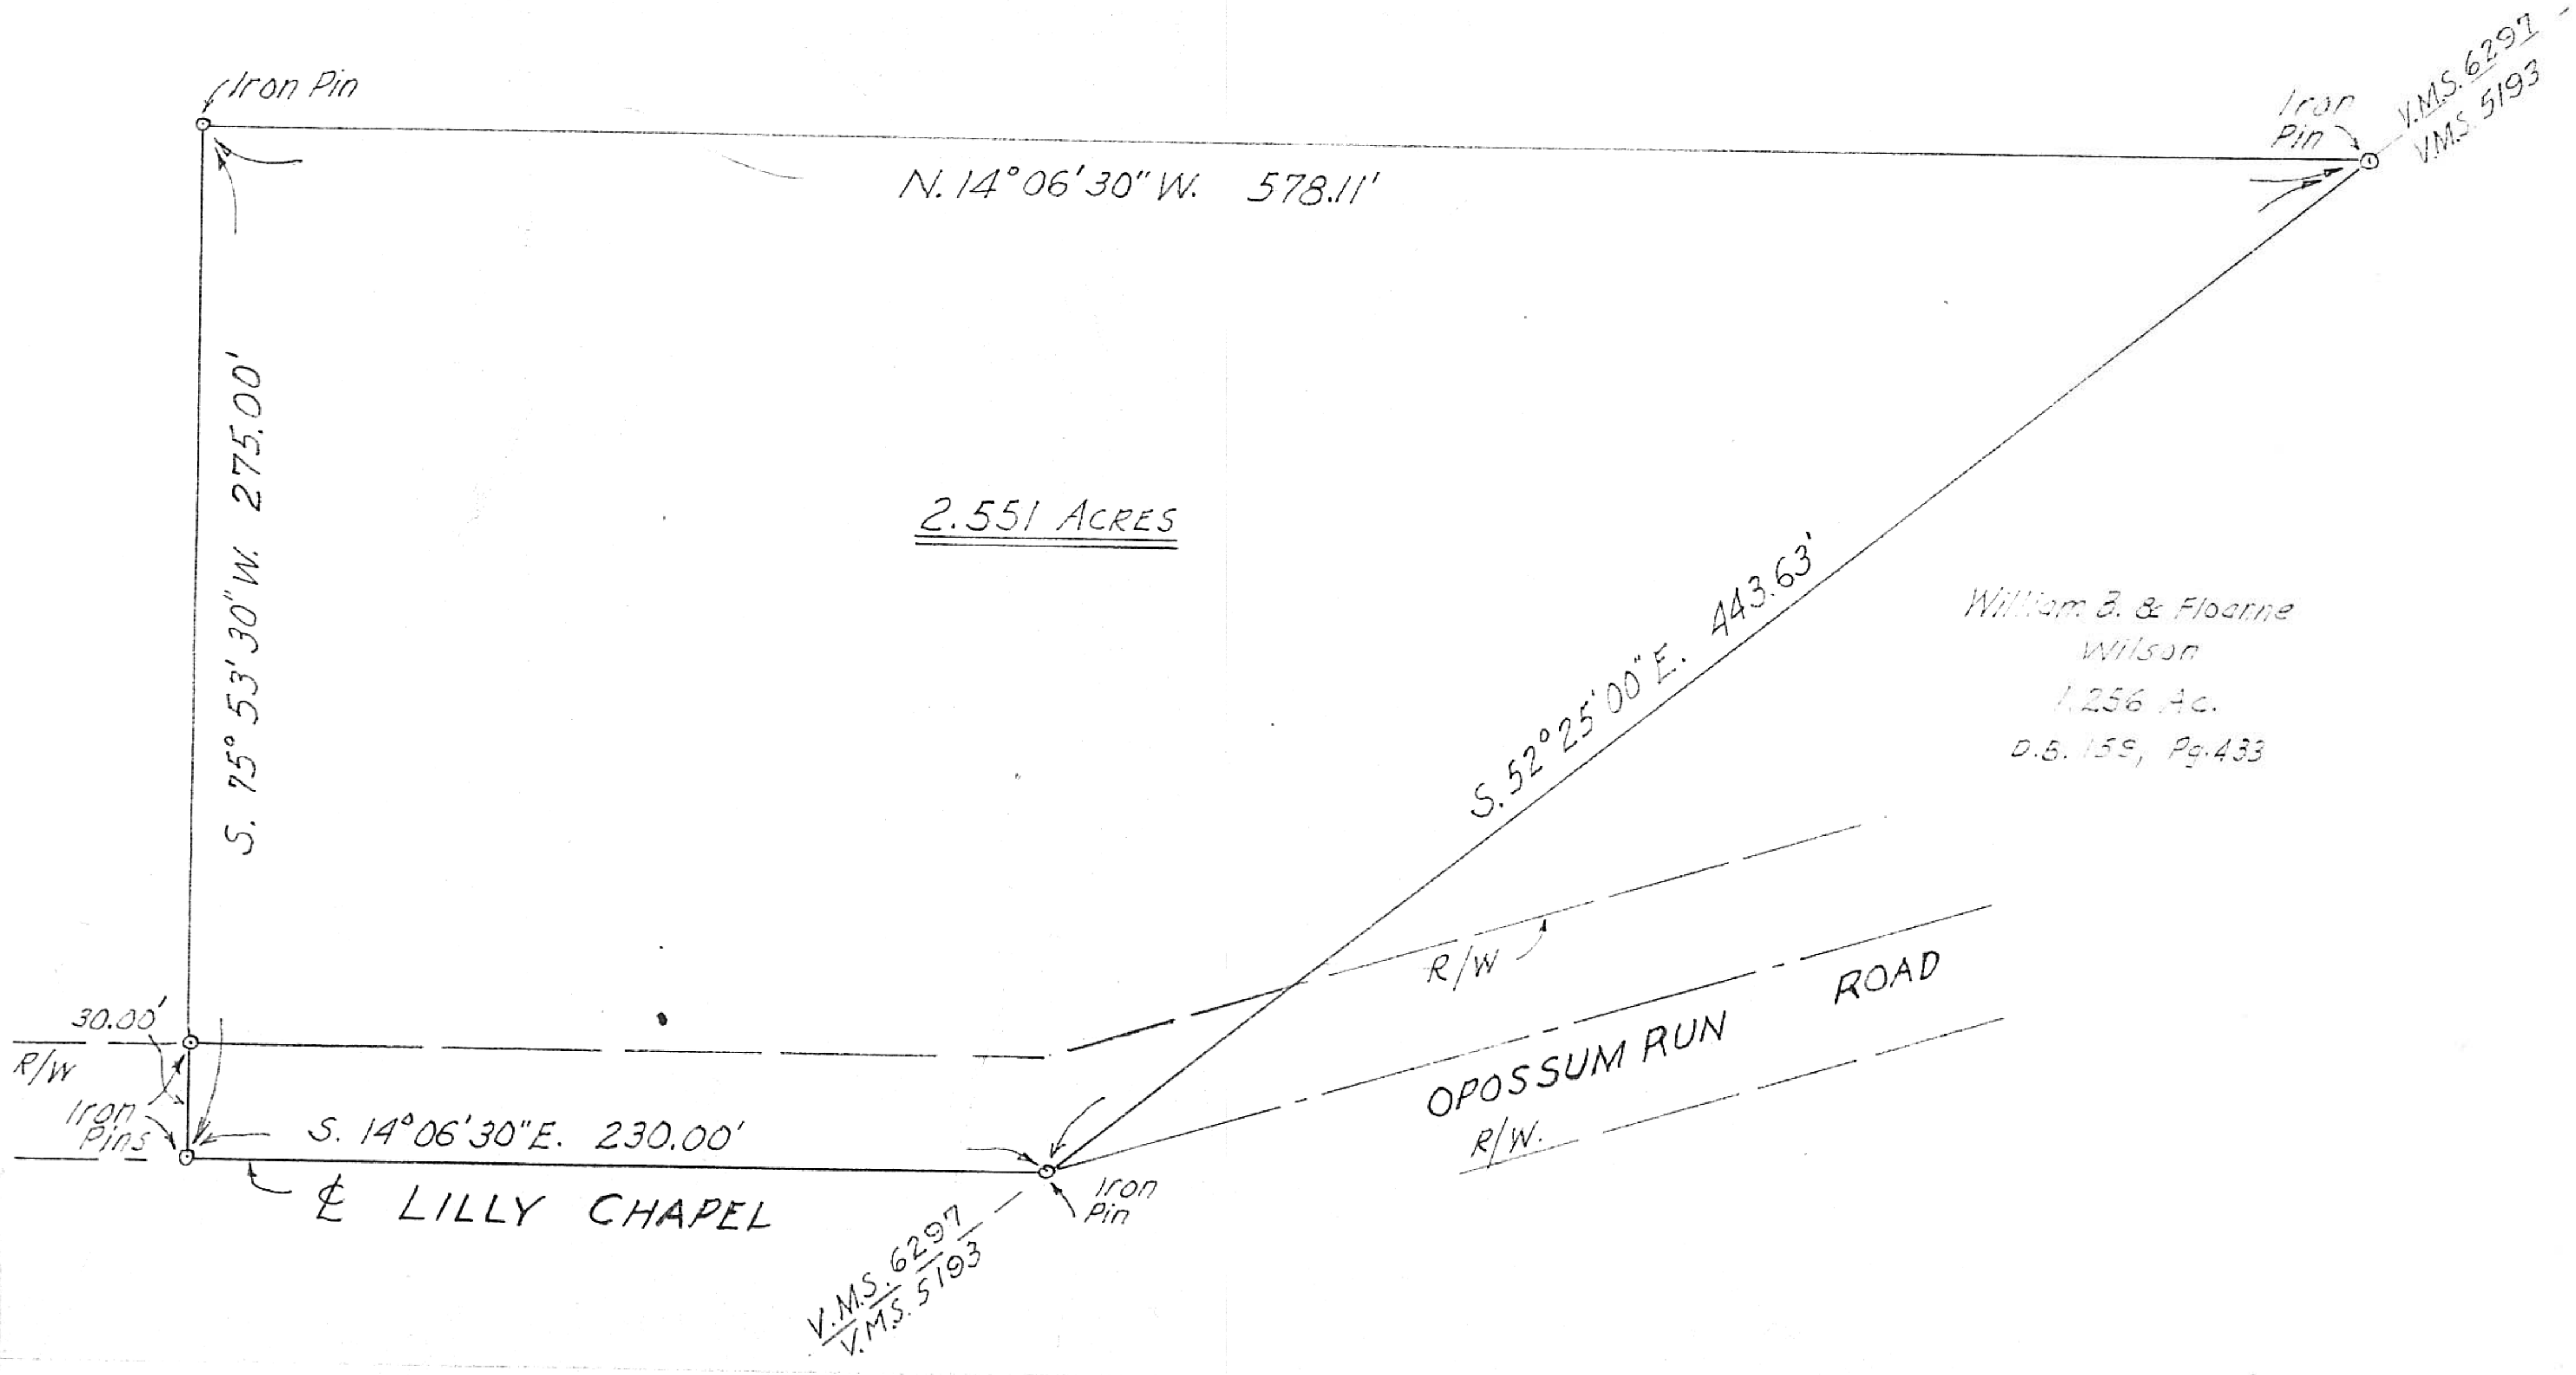 Iron Pin
Iron
Pin
V.M.S. 6297
V.M.S. 5193
N. 14° 06' 30" W. 578.11'
S. 75° 53' 30" W. 275.00'
2.551 ACRES
S. 52° 25' 00" E. 443.63'
William B. & Floanne
Wilson
1.256 Ac.
D.B. 159, Pg. 433
30.00'
R/W
Iron
Pins
R/W
S. 14° 06' 30" E. 230.00'
OPOSSUM RUN ROAD
R/W.
℄ LILLY CHAPEL
Iron
Pin
V.M.S. 6297
V.M.S. 5193